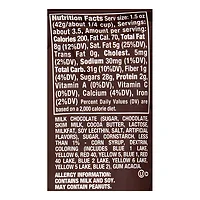 Nutrition Facts Serv. Size: 1.5 oz
(42g/about 1/4 cup), Servings:
about 3.5. Amount per serving:
Calories 200, Fat Cal. 70, Total Fat
8g (12% DV), Sat. Fat 5g (25% DV),
Trans Fat 0g, Cholest. 5mg
(2% DV), Sodium 30mg (1% DV),
Total Carb. 31g (10% DV), Fiber 1g
(4% DV), Sugars 28g, Protein 2g,
Vitamin A (0% DV), Vitamin C
(0% DV), Calcium (4% DV), Iron
(2% DV). Percent Daily Values (DV) are based on
a 2,000 calorie diet.
MILK CHOCOLATE (SUGAR, CHOCOLATE,
SKIM MILK, COCOA BUTTER, LACTOSE,
MILKFAT, SOY LECITHIN, SALT, ARTIFICIAL
FLAVORS), SUGAR, CORNSTARCH, LESS
THAN 1% - CORN SYRUP, DEXTRIN,
COLORING (INCLUDES BLUE 1 LAKE,
YELLOW 6, RED 40, YELLOW 5, BLUE 1, RED
40 LAKE, BLUE 2 LAKE, YELLOW 6 LAKE,
YELLOW 5 LAKE, BLUE 2), GUM ACACIA.
ALLERGY INFORMATION:
CONTAINS MILK AND SOY.
MAY CONTAIN PEANUTS.